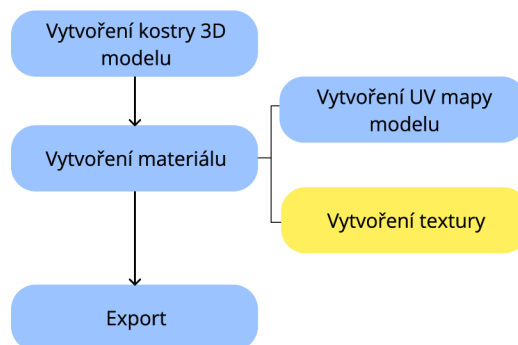 Vytvoření kostry 3D
modelu
Vytvoření UV mapy
modelu
Vytvoření materiálu
Vytvoření textury
Export